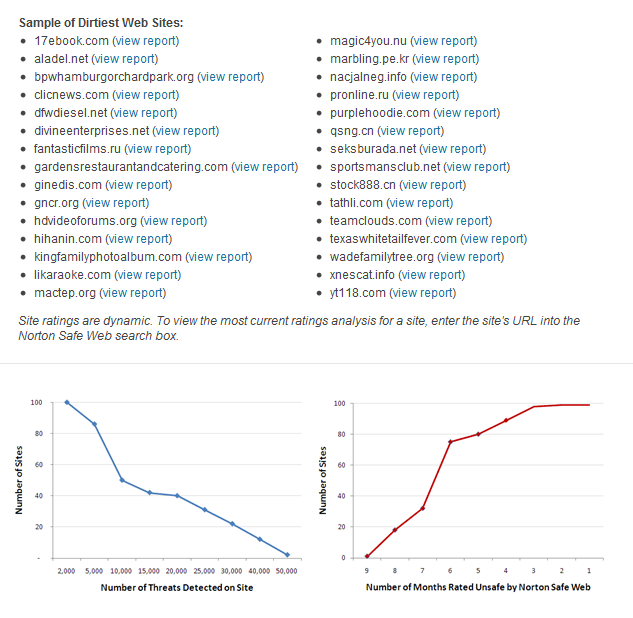 Sample of Dirtiest Web Sites:
17ebook.com (view report)
aladel.net (view report)
bpwhamburgorchardpark.org (view report)
clicnews.com (view report)
dfwdiesel.net (view report)
divineenterprises.net (view report)
fantasticfilms.ru (view report)
gardensrestaurantandcatering.com (view report)
ginedis.com (view report)
gncr.org (view report)
hdvideoforums.org (view report)
hihanin.com (view report)
kingfamilyphotoalbum.com (view report)
likaraoke.com (view report)
mactep.org (view report)
magic4you.nu (view report)
marbling.pe.kr (view report)
nacjalneg.info (view report)
pronline.ru (view report)
purplehoodie.com (view report)
qsng.cn (view report)
seksburada.net (view report)
sportsmansclub.net (view report)
stock888.cn (view report)
tathli.com (view report)
teamclouds.com (view report)
texaswhitetailfever.com (view report)
wadefamilytree.org (view report)
xnescat.info (view report)
yt118.com (view report)
Site ratings are dynamic. To view the most current ratings analysis for a site, enter the site's URL into the
Norton Safe Web search box.
Number of Sites
100
80
60
40
20
-
2,000 5,000 10,000 15,000 20,000 25,000 30,000 40,000 50,000
Number of Threats Detected on Site
Number of Sites
100
80
60
40
20
0
9 8 7 6 5 4 3 2 1
Number of Months Rated Unsafe by Norton Safe Web